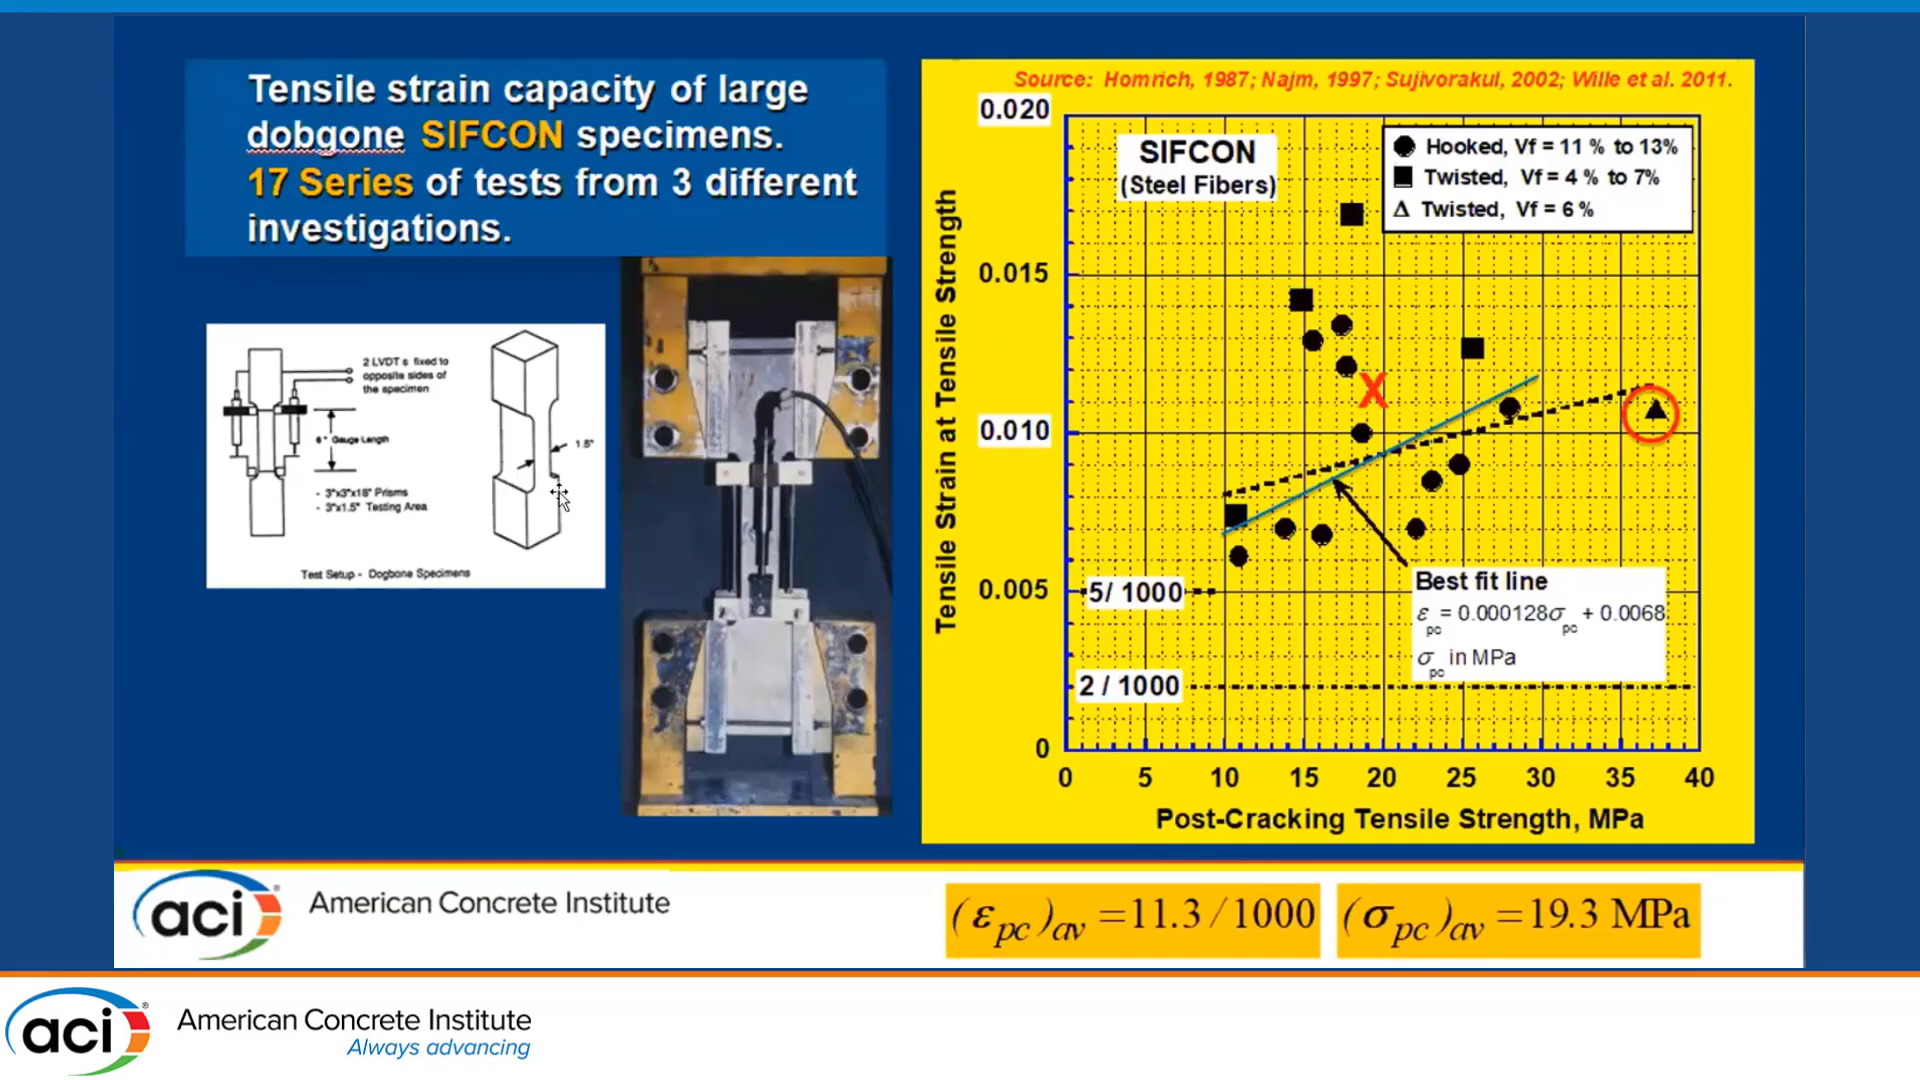 Tensile strain capacity of large
dobgone SIFCON specimens.
17 Series of tests from 3 different
investigations.
2 LVDT s fixed to
opposite sides of
the specimen
6" Gauge Length
1.5"
- 3"x3"x18" Prisms
- 3"x1.5" Testing Area
Test Setup - Dogbone Specimens
Source: Homrich, 1987; Najm, 1997; Sujivorakul, 2002; Wille et al. 2011.
Tensile Strain at Tensile Strength
0.020
0.015
0.010
0.005
0
SIFCON
(Steel Fibers)
Hooked, Vf = 11 % to 13%
Twisted, Vf = 4 % to 7%
Δ Twisted, Vf = 6 %
X
5/ 1000
2 / 1000
Best fit line
εpc = 0.000128σpc + 0.0068
σpc in MPa
0 5 10 15 20 25 30 35 40
Post-Cracking Tensile Strength, MPa
aci® American Concrete Institute
(εpc)av =11.3/1000
(σpc)av =19.3 MPa
aci® American Concrete Institute
Always advancing